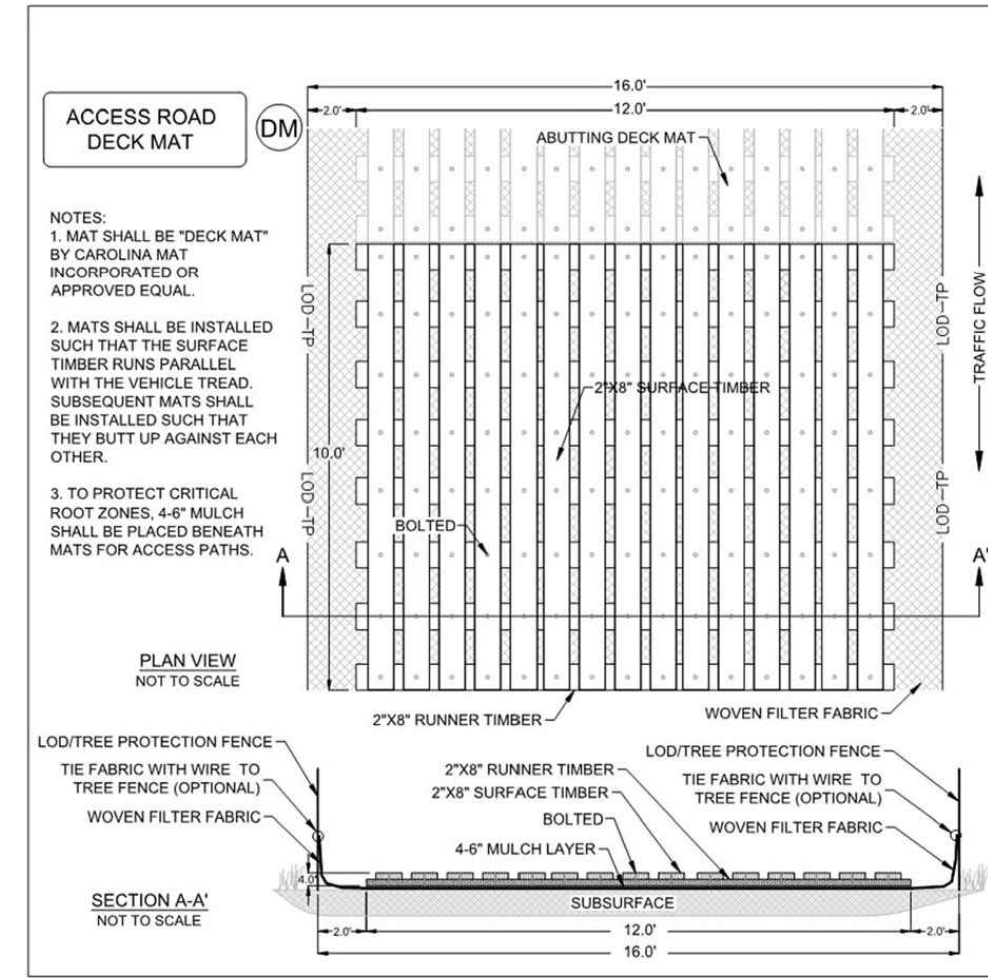 ACCESS ROAD
DECK MAT
DM
NOTES:
1. MAT SHALL BE "DECK MAT"
BY CAROLINA MAT
INCORPORATED OR
APPROVED EQUAL.
2. MATS SHALL BE INSTALLED
SUCH THAT THE SURFACE
TIMBER RUNS PARALLEL
WITH THE VEHICLE TREAD.
SUBSEQUENT MATS SHALL
BE INSTALLED SUCH THAT
THEY BUTT UP AGAINST EACH
OTHER.
3. TO PROTECT CRITICAL
ROOT ZONES, 4-6" MULCH
SHALL BE PLACED BENEATH
MATS FOR ACCESS PATHS.
16.0'
2.0'
12.0'
2.0'
ABUTTING DECK MAT
LOD-TP
LOD-TP
TRAFFIC FLOW
2"X8" SURFACE TIMBER
10.0'
LOD-TP
LOD-TP
BOLTED
A
A'
PLAN VIEW
NOT TO SCALE
2"X8" RUNNER TIMBER
WOVEN FILTER FABRIC
LOD/TREE PROTECTION FENCE
TIE FABRIC WITH WIRE TO
TREE FENCE (OPTIONAL)
WOVEN FILTER FABRIC
2"X8" RUNNER TIMBER
2"X8" SURFACE TIMBER
BOLTED
4-6" MULCH LAYER
LOD/TREE PROTECTION FENCE
TIE FABRIC WITH WIRE TO
TREE FENCE (OPTIONAL)
WOVEN FILTER FABRIC
4.0'
SUBSURFACE
SECTION A-A'
NOT TO SCALE
2.0'
12.0'
2.0'
16.0'